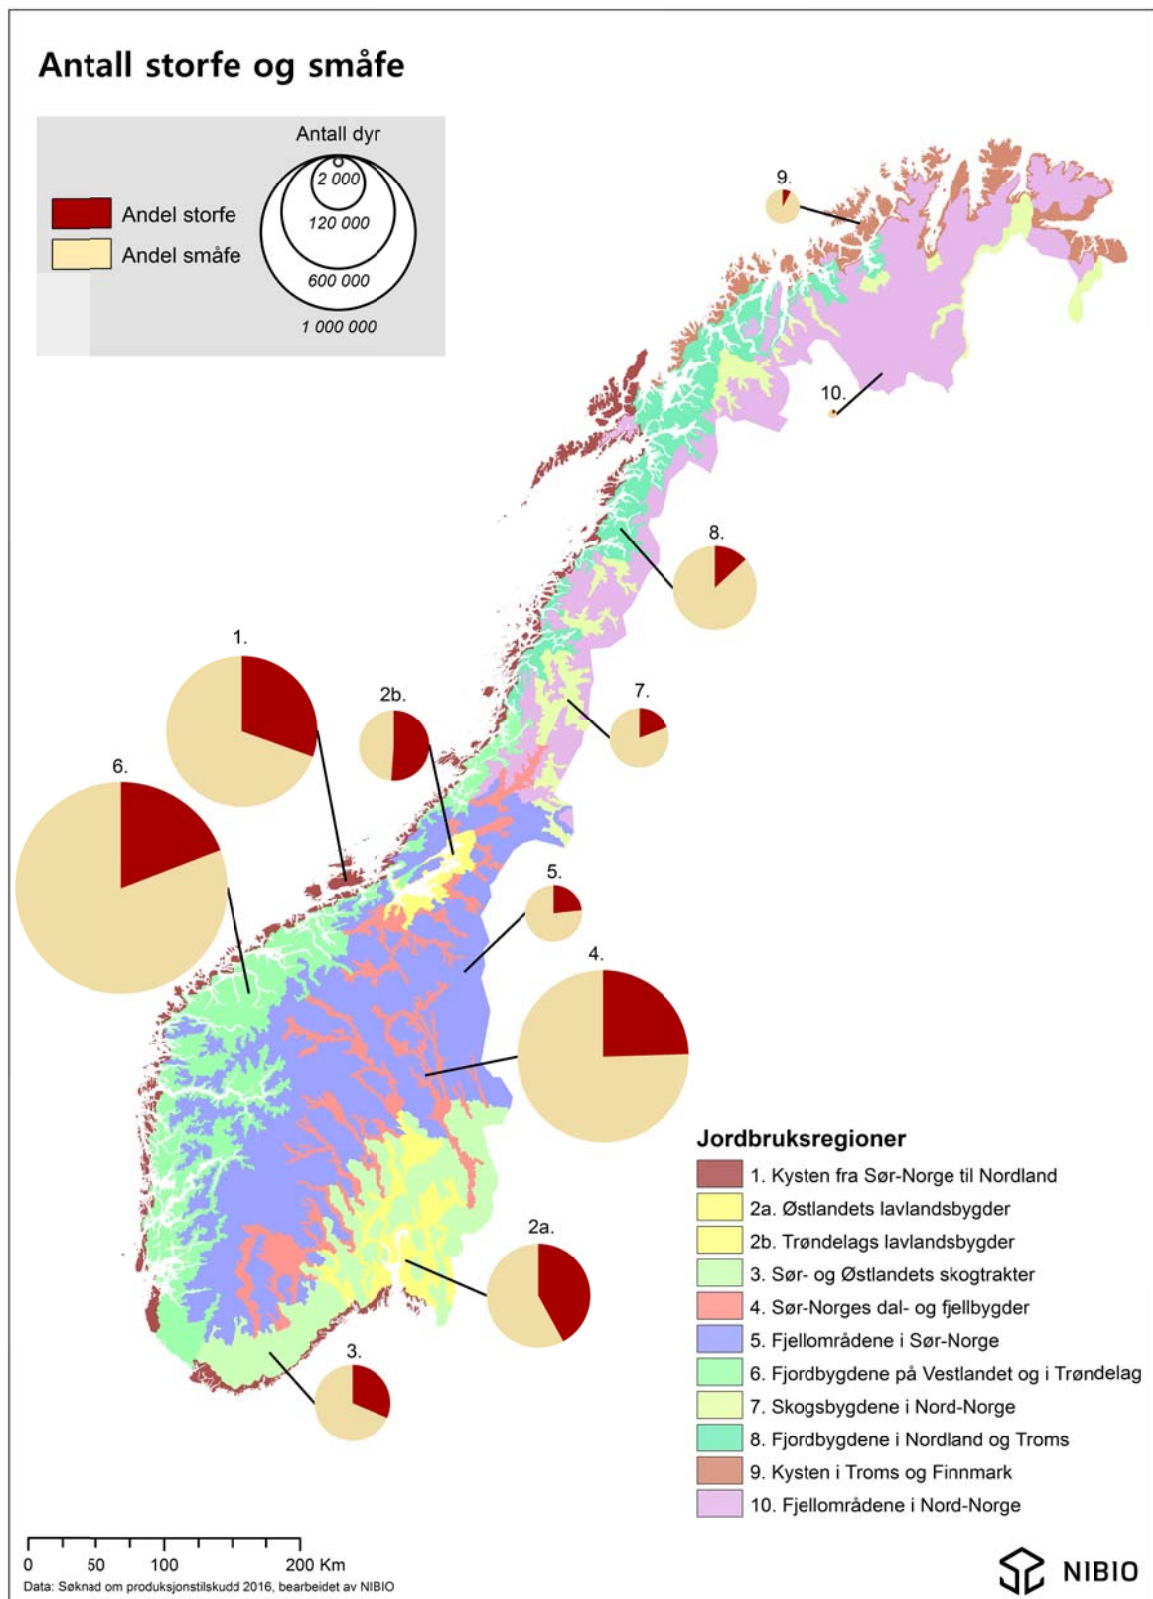 Antall storfe og småfe
Antall dyr
2 000
120 000
600 000
1 000 000
Andel storfe
Andel småfe
9.
10.
8.
1.
2b.
7.
6.
5.
4.
2a.
3.
Jordbruksregioner
1. Kysten fra Sør-Norge til Nordland
2a. Østlandets lavlandsbygder
2b. Trøndelags lavlandsbygder
3. Sør- og Østlandets skogtrakter
4. Sør-Norges dal- og fjellbygder
5. Fjellområdene i Sør-Norge
6. Fjordbygdene på Vestlandet og i Trøndelag
7. Skogsbygdene i Nord-Norge
8. Fjordbygdene i Nordland og Troms
9. Kysten i Troms og Finnmark
10. Fjellområdene i Nord-Norge
0 50 100 200 Km
Data: Søknad om produksjonstilskudd 2016, bearbeidet av NIBIO
NIBIO